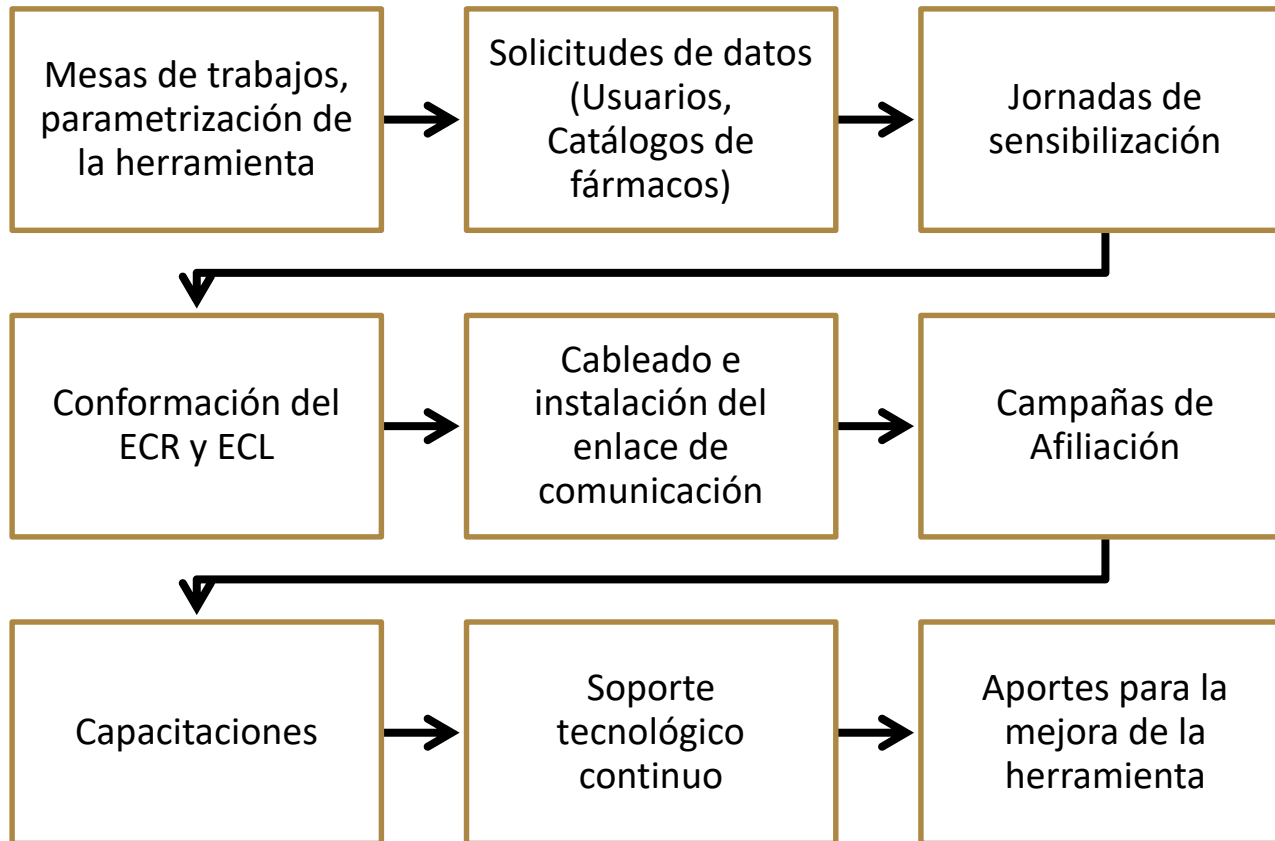 Mesas de trabajos,
parametrización de
la herramienta
Solicitudes de datos
(Usuarios,
Catálogos de
fármacos)
Jornadas de
sensibilización
Conformación del
ECR y ECL
Cableado e
instalación del
enlace de
comunicación
Campañas de
Afiliación
Capacitaciones
Soporte
tecnológico
continuo
Aportes para la
mejora de la
herramienta